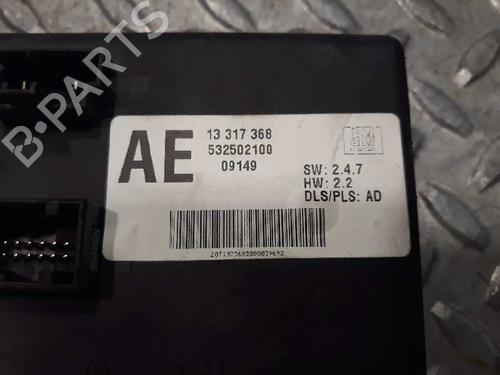 B-PARTS
AE
13 317 368
532502100
09149
GM
SW: 2.4.7
HW: 2.2
DLS/PLS: AD